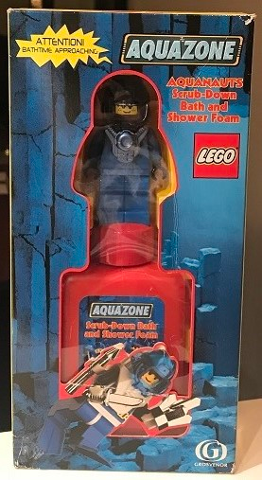 ATTENTION!
BATHTIME APPROACHING
AQUAZONE
AQUANAUTS
Scrub-Down
Bath and
Shower Foam
LEGO
AQUAZONE
Scrub-Down Bath
and Shower Foam
G
GROSVENOR